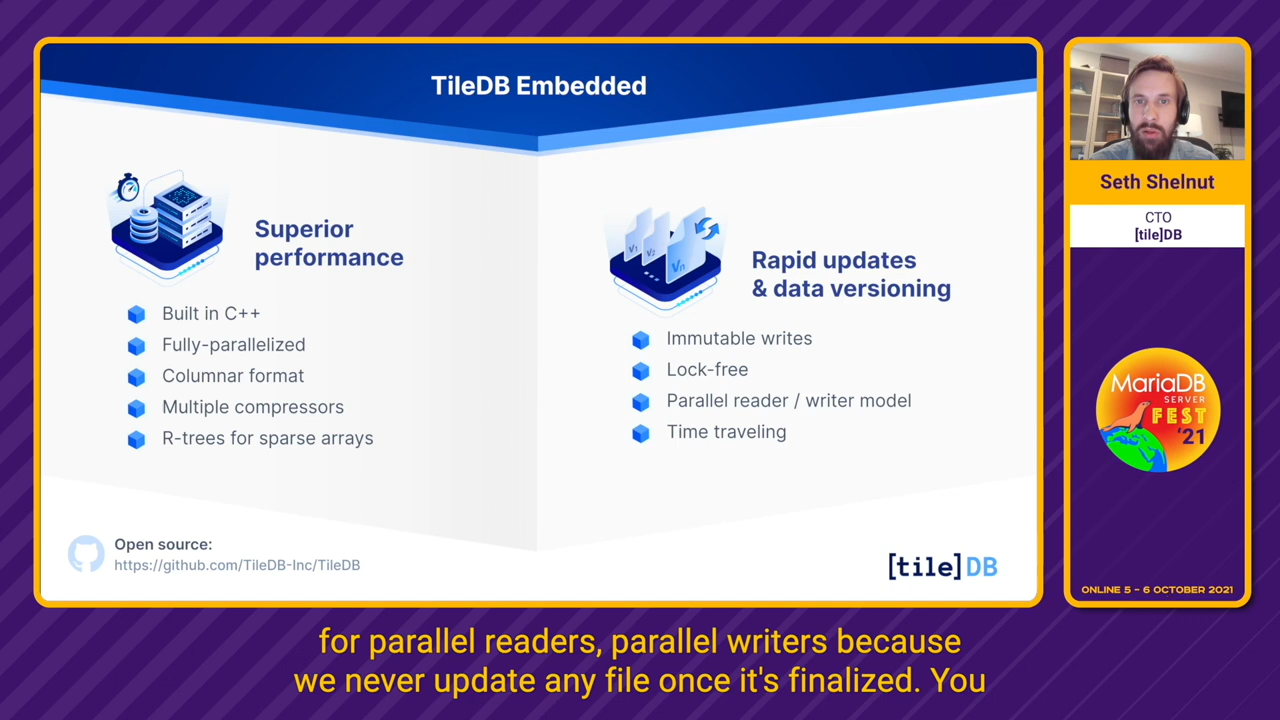 TileDB Embedded
Superior
performance
Built in C++
Fully-parallelized
Columnar format
Multiple compressors
R-trees for sparse arrays
V1
V2
Vn
Rapid updates
& data versioning
Immutable writes
Lock-free
Parallel reader / writer model
Time traveling
Open source:
https://github.com/TileDB-Inc/TileDB
[tile]DB
Seth Shelnut
CTO
[tile]DB
MariaDB
SERVER
FEST
'21
ONLINE 5 - 6 OCTOBER 2021
for parallel readers, parallel writers because
we never update any file once it's finalized. You